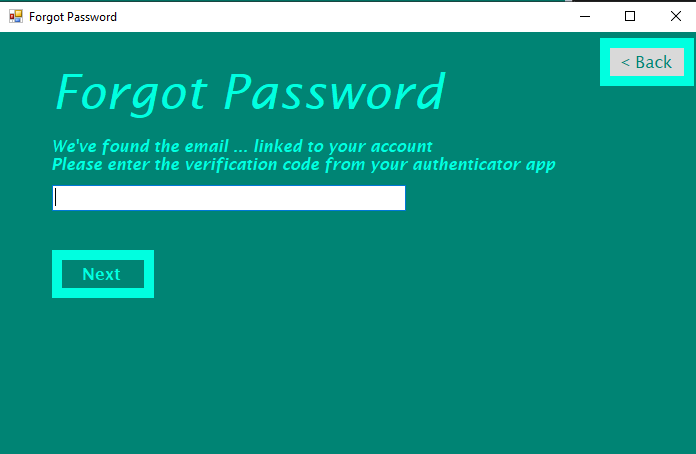 Forgot Password
< Back
Forgot Password
We've found the email ... linked to your account
Please enter the verification code from your authenticator app
Next